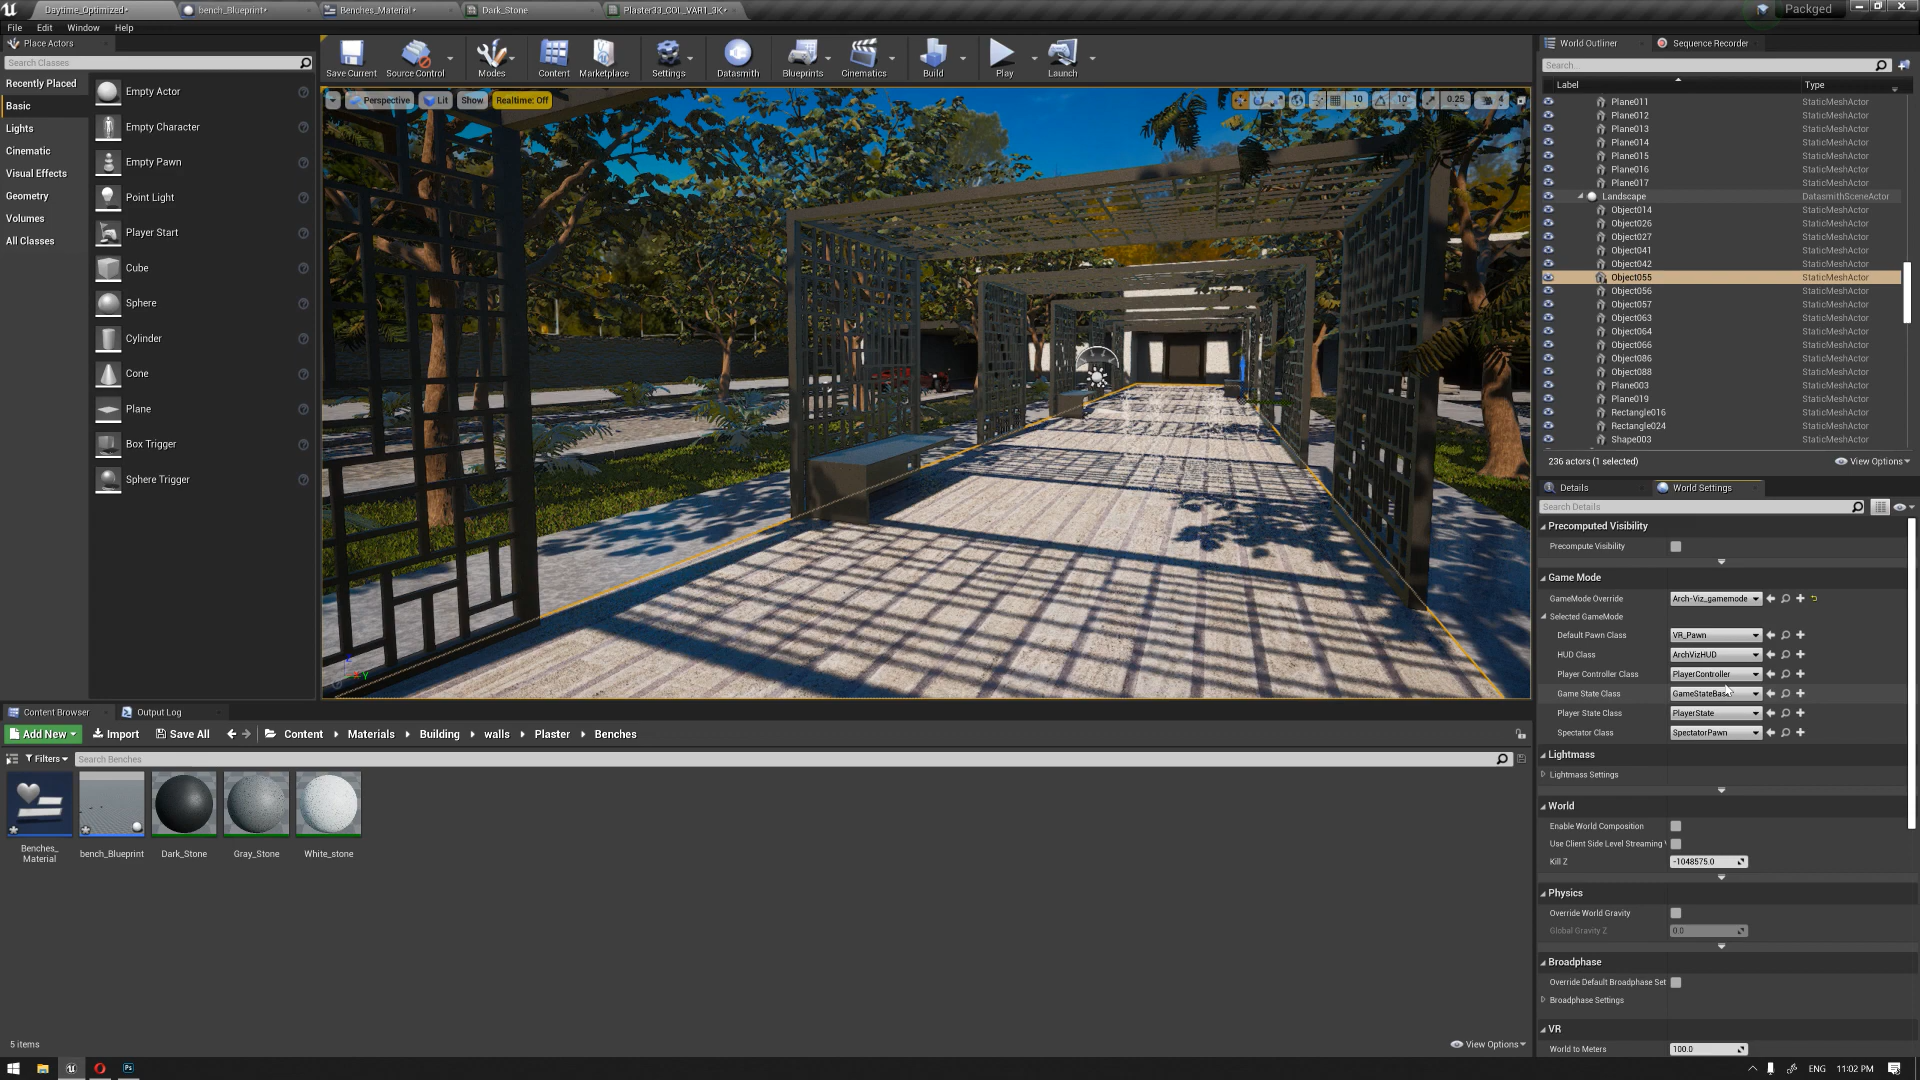 Daytime_Optimized*
bench_Blueprint*
Benches_Material*
Dark_Stone
Plaster33_COL_VAR1_3K*
Packged
File Edit Window Help
Place Actors
Search Classes
Recently Placed
Basic
Lights
Cinematic
Visual Effects
Geometry
Volumes
All Classes
Empty Actor
Empty Character
Empty Pawn
Point Light
Player Start
Cube
Sphere
Cylinder
Cone
Plane
Box Trigger
Sphere Trigger
Save Current
Source Control
Modes
Content
Marketplace
Settings
Datasmith
Blueprints
Cinematics
Build
Play
Launch
Perspective
Lit
Show
Realtime: Off
10
10°
0.25
4
Y
World Outliner
Sequence Recorder
Search...
Label Type
Plane011 StaticMeshActor
Plane012 StaticMeshActor
Plane013 StaticMeshActor
Plane014 StaticMeshActor
Plane015 StaticMeshActor
Plane016 StaticMeshActor
Plane017 StaticMeshActor
Landscape DatasmithSceneActor
Object014 StaticMeshActor
Object026 StaticMeshActor
Object027 StaticMeshActor
Object041 StaticMeshActor
Object042 StaticMeshActor
Object055 StaticMeshActor
Object056 StaticMeshActor
Object057 StaticMeshActor
Object063 StaticMeshActor
Object064 StaticMeshActor
Object066 StaticMeshActor
Object086 StaticMeshActor
Object088 StaticMeshActor
Plane003 StaticMeshActor
Plane019 StaticMeshActor
Rectangle016 StaticMeshActor
Rectangle024 StaticMeshActor
Shape003 StaticMeshActor
236 actors (1 selected)
View Options
Details
World Settings
Search Details
Precomputed Visibility
Precompute Visibility
Game Mode
GameMode Override Arch-Viz_gamemode
Selected GameMode
Default Pawn Class VR_Pawn
HUD Class ArchVizHUD
Player Controller Class PlayerController
Game State Class GameStateBase
Player State Class PlayerState
Spectator Class SpectatorPawn
Lightmass
Lightmass Settings
World
Enable World Composition
Use Client Side Level Streaming
Kill Z -1048575.0
Physics
Override World Gravity
Global Gravity Z 0.0
Broadphase
Override Default Broadphase Set
Broadphase Settings
VR
World to Meters 100.0
Content Browser
Output Log
Add New
Import
Save All
Content Materials Building walls Plaster Benches
Filters
Search Benches
Benches_
Material
bench_Blueprint
Dark_Stone
Gray_Stone
White_stone
5 items
View Options
Ps
ENG
11:02 PM